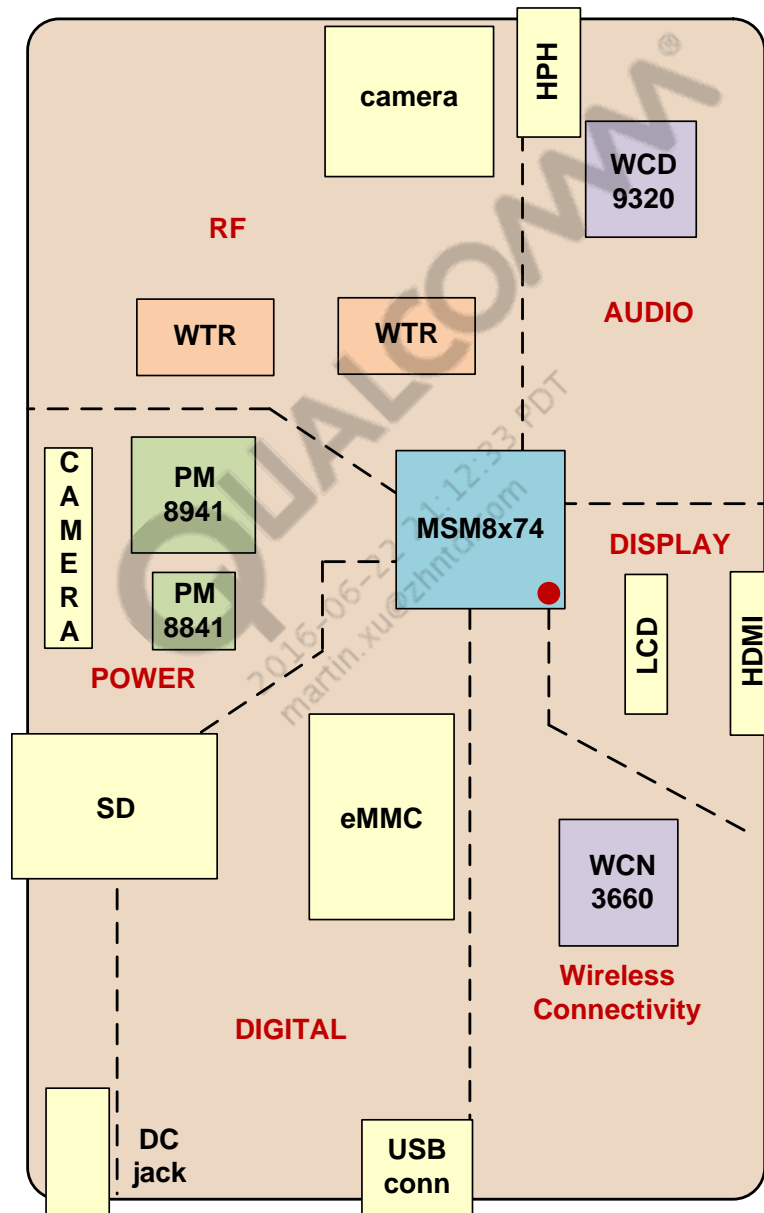 camera
HPH
WCD
9320
RF
AUDIO
WTR
WTR
CAMERA
PM
8941
MSM8x74
DISPLAY
PM
8841
LCD
HDMI
POWER
SD
eMMC
WCN
3660
Wireless
Connectivity
DIGITAL
DC
jack
USB
conn
QUALCOMM®
2016-06-22 21:12:33 PDT
martin.xu@zhntd.com